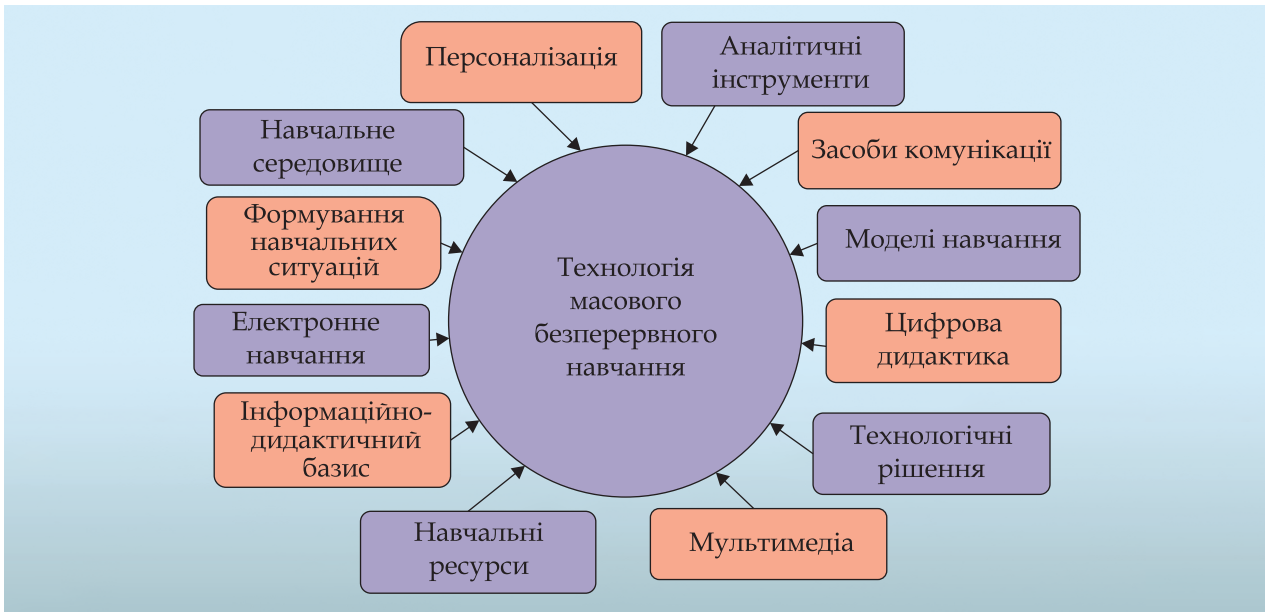 Персоналізація
Аналітичні
інструменти
Навчальне
середовище
Засоби комунікації
Формування
навчальних
ситуацій
Моделі навчання
Технологія
масового
безперервного
навчання
Електронне
навчання
Цифрова
дидактика
Інформаційно-
дидактичний
базис
Технологічні
рішення
Навчальні
ресурси
Мультимедіа